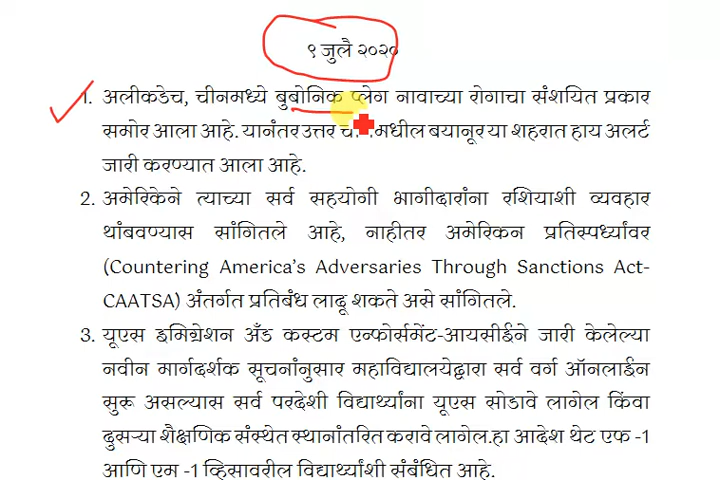 ९ जुलै २०२०
1. अलीकडेच, चीनमध्ये बुबोनिक प्लेग नावाच्या रोगाचा संशयित प्रकार
समोर आला आहे. यानंतर उत्तर मधील बयानूर या शहरात हाय अलर्ट
जारी करण्यात आला आहे.
2. अमेरिकेने त्याच्या सर्व सहयोगी भागीदारांना रशियाशी व्यवहार
थांबवण्यास सांगितले आहे, नाहीतर अमेरिकन प्रतिस्पर्ध्यांवर
(Countering America's Adversaries Through Sanctions Act-
CAATSA) अंतर्गत प्रतिबंध लादू शकते असे सांगितले.
3. यूएस इमिग्रेशन अँड कस्टम एन्फोर्समेंट-आयसीईने जारी केलेल्या
नवीन मार्गदर्शक सूचनांनुसार महाविद्यालयेद्वारा सर्व वर्ग ऑनलाईन
सुरू असल्यास सर्व परदेशी विद्यार्थ्यांना यूएस सोडावे लागेल किंवा
दुसऱ्या शैक्षणिक संस्थेत स्थानांतरित करावे लागेल.हा आदेश थेट एफ -1
आणि एम -1 व्हिसावरील विद्यार्थ्यांशी संबंधित आहे.